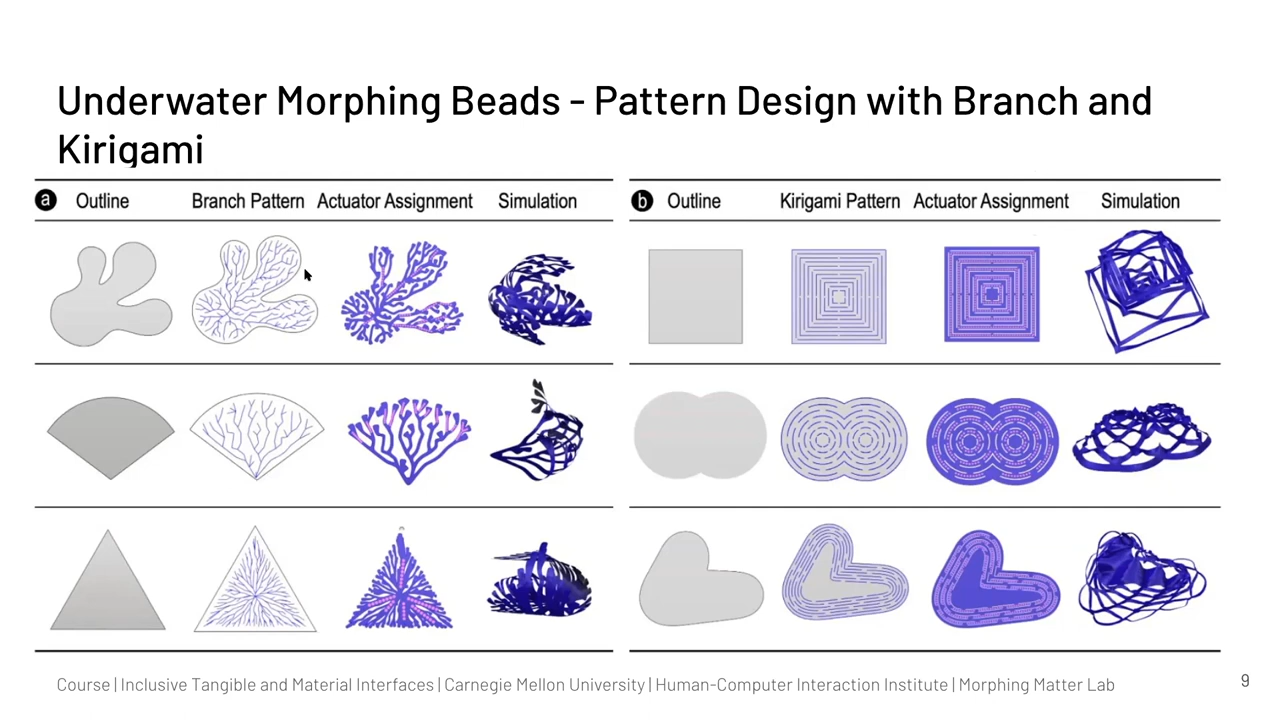 Underwater Morphing Beads - Pattern Design with Branch and
Kirigami
a Outline Branch Pattern Actuator Assignment Simulation
b Outline Kirigami Pattern Actuator Assignment Simulation
Course | Inclusive Tangible and Material Interfaces | Carnegie Mellon University | Human-Computer Interaction Institute | Morphing Matter Lab
9